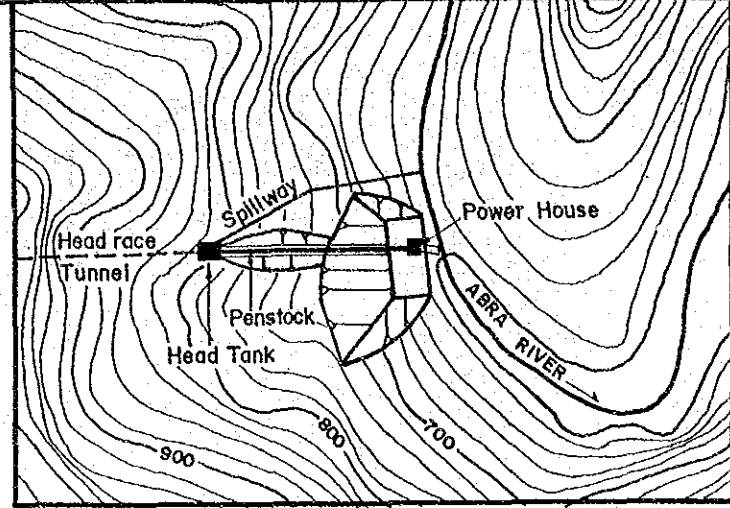 Spillway
Power House
Head race
Tunnel
Penstock
Head Tank
ABRA RIVER
900
800
700